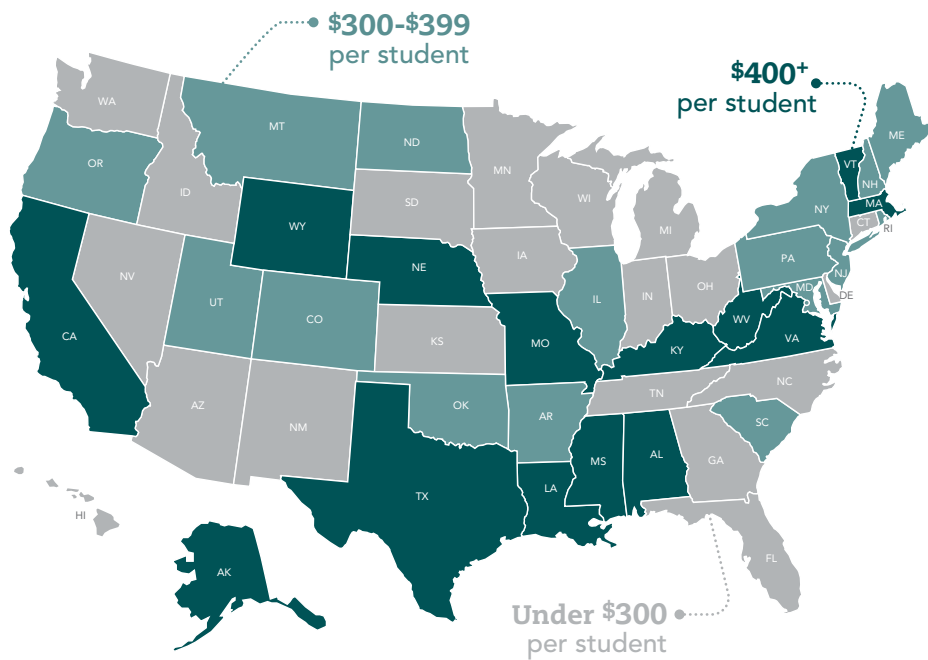 $300-$399
per student
$400+
per student
WA
MT
ND
MN
ME
OR
ID
SD
WI
VT
NH
WY
MI
NY
MA
CT
RI
NV
NE
IA
PA
UT
CO
IL
IN
OH
NJ
MD
DE
CA
KS
MO
KY
WV
VA
AZ
NM
OK
AR
TN
NC
SC
TX
LA
MS
AL
GA
HI
AK
FL
Under $300
per student